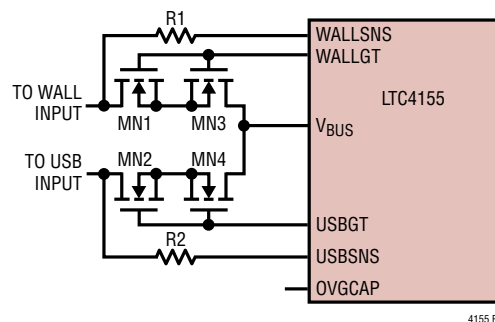 R1
WALLSNS
WALLGT
TO WALL
INPUT
MN1
MN3
LTC4155
VBUS
TO USB
INPUT
MN2
MN4
USBGT
R2
USBSNS
OVGCAP